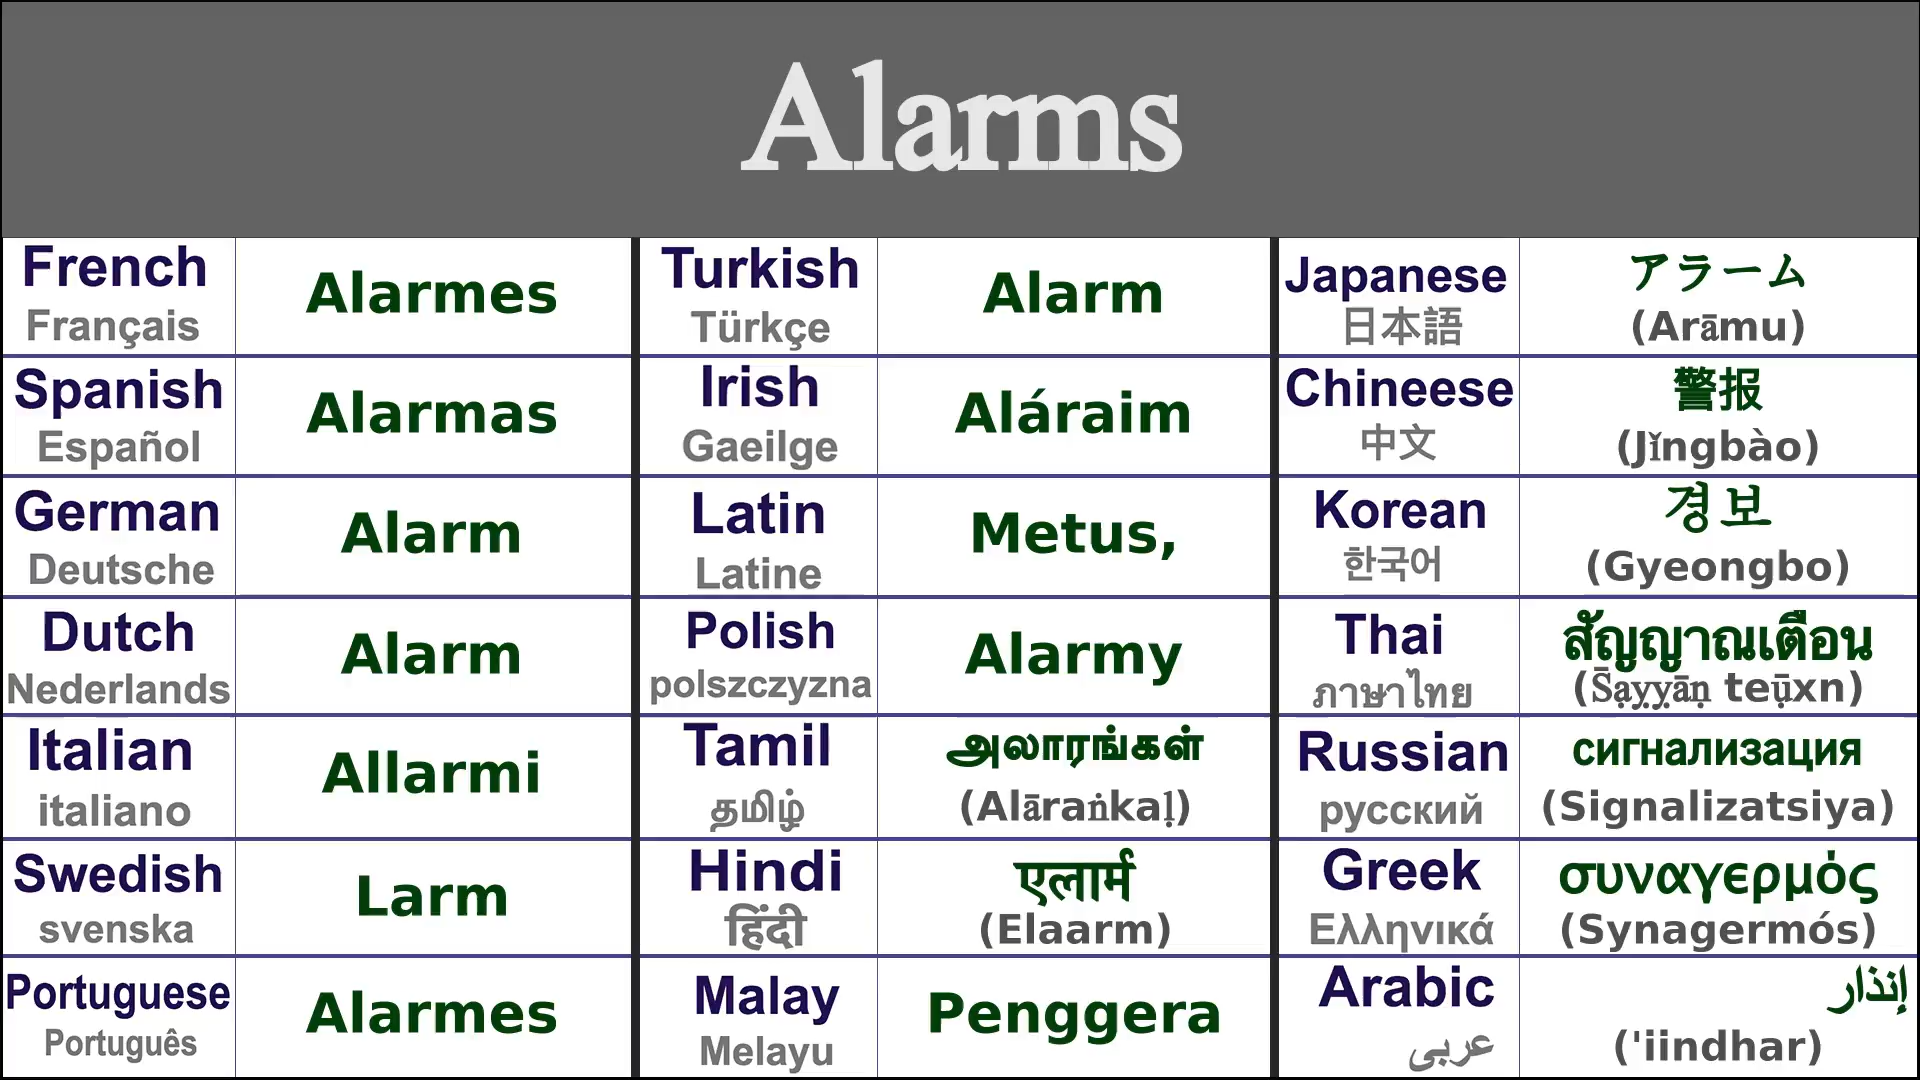 Alarms
French
Français
Alarmes
Turkish
Türkçe
Alarm
Japanese
日本語
アラーム
(Arāmu)
Spanish
Español
Alarmas
Irish
Gaeilge
Aláraim
Chineese
中文
警报
(Jǐngbào)
German
Deutsche
Alarm
Latin
Latine
Metus,
Korean
한국어
경보
(Gyeongbo)
Dutch
Nederlands
Alarm
Polish
polszczyzna
Alarmy
Thai
ภาษาไทย
สัญญาณเตือน
(S̄ạỵỵāṇ teụ̄xn)
Italian
italiano
Allarmi
Tamil
தமிழ்
அலாரங்கள்
(Alāraṅkaḷ)
Russian
русский
сигнализация
(Signalizatsiya)
Swedish
svenska
Larm
Hindi
हिंदी
एलार्म
(Elaarm)
Greek
Ελληνικά
συναγερμός
(Synagermós)
Portuguese
Português
Alarmes
Malay
Melayu
Penggera
Arabic
عربى
إنذار
('iindhar)